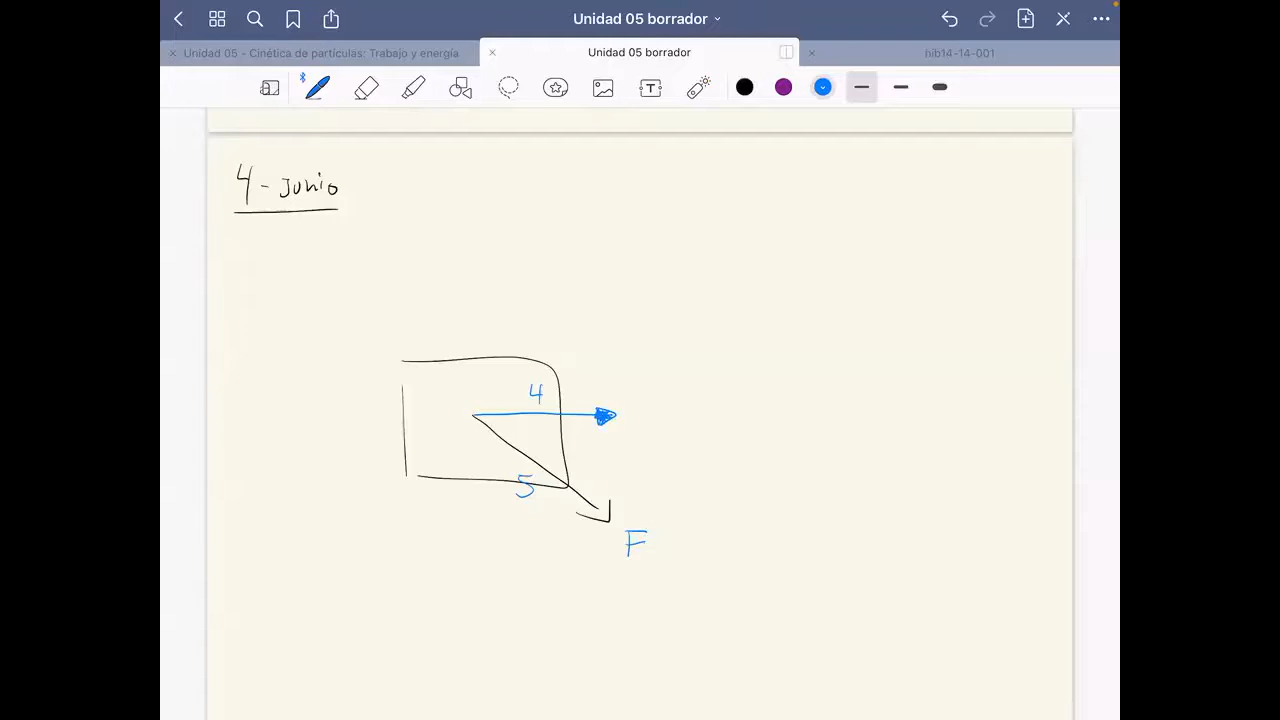 Unidad 05 borrador
Unidad 05 - Cinética de partículas: Trabajo y energía
Unidad 05 borrador
hib14-14-001
T
4 - Junio
4
5
F